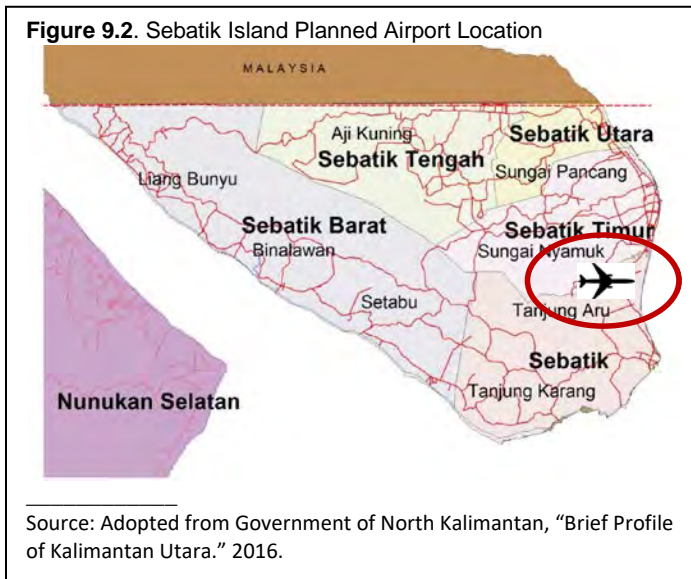 Figure 9.2. Sebatik Island Planned Airport Location
MALAYSIA
Aji Kuning
Sebatik Utara
Sebatik Tengah
Sungai Pancang
Liang Bunyu
Sebatik Barat
Sebatik Timur
Binalawan
Sungai Nyamuk
Setabu
Tanjung Aru
Sebatik
Nunukan Selatan
Tanjung Karang
Source: Adopted from Government of North Kalimantan, “Brief Profile
of Kalimantan Utara.” 2016.